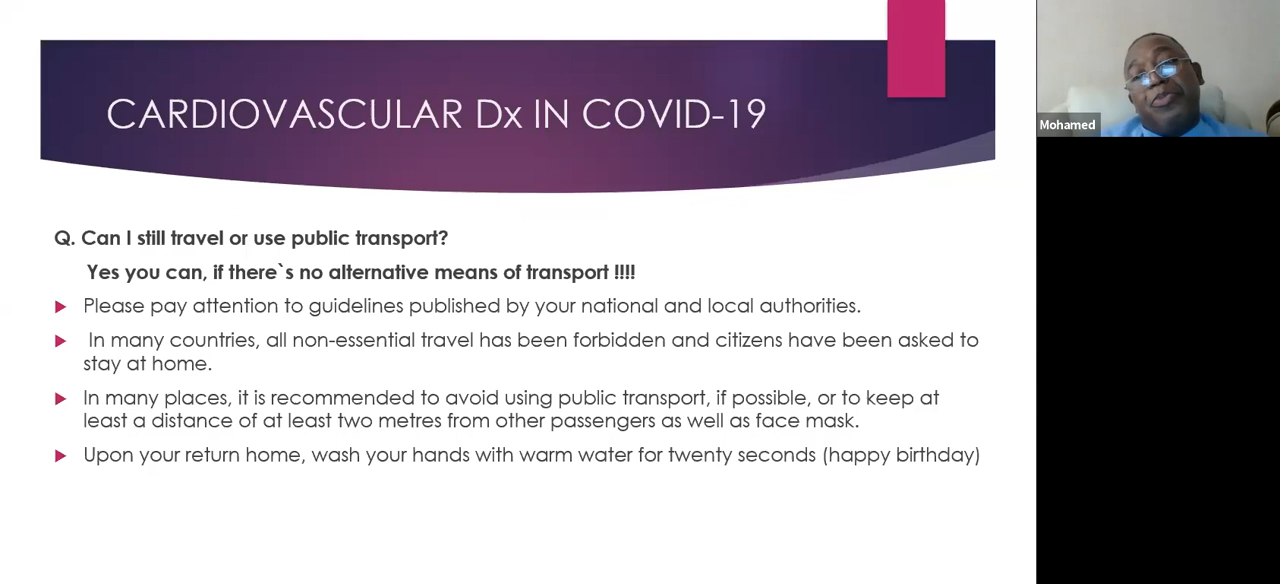 CARDIOVASCULAR Dx IN COVID-19
Mohamed
Q. Can I still travel or use public transport?
Yes you can, if there`s no alternative means of transport !!!!
Please pay attention to guidelines published by your national and local authorities.
In many countries, all non-essential travel has been forbidden and citizens have been asked to
stay at home.
In many places, it is recommended to avoid using public transport, if possible, or to keep at
least a distance of at least two metres from other passengers as well as face mask.
Upon your return home, wash your hands with warm water for twenty seconds (happy birthday)